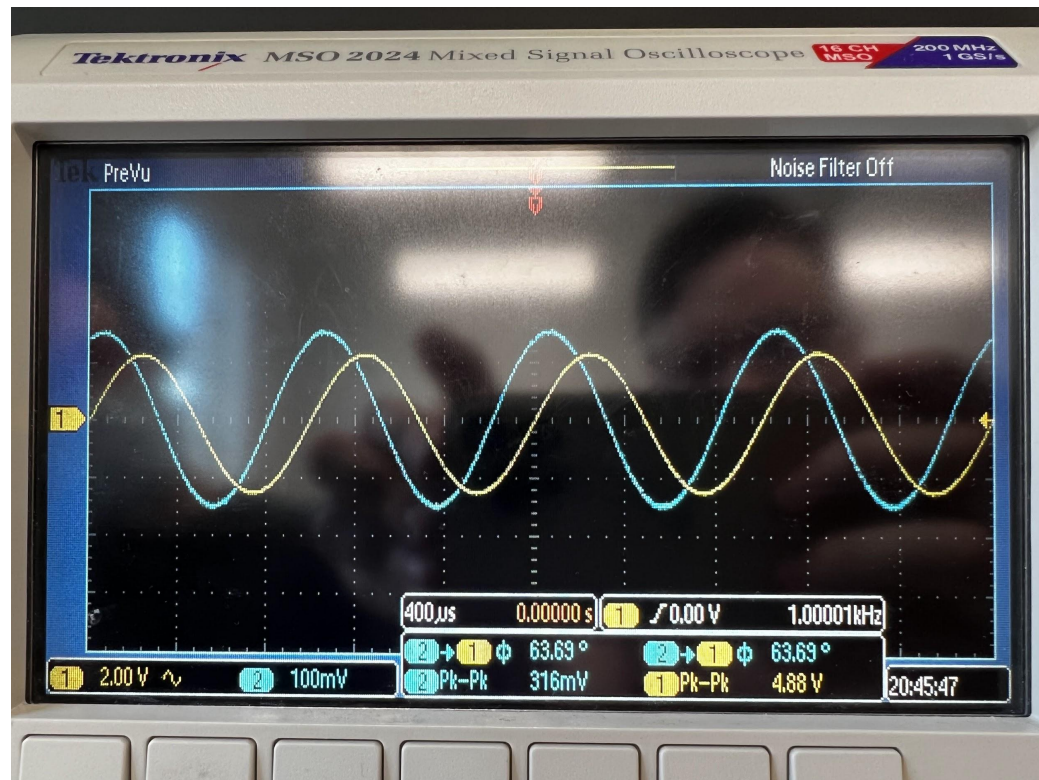 Tektronix MSO 2024 Mixed Signal Oscilloscope 16 CH MSO 200 MHz 1 GS/s
Tek PreVu Noise Filter Off
1
400µs 0.00000 s 1 ∫ 0.00 V 1.00001kHz
2 → 1 ϕ 63.69 ° 2 → 1 ϕ 63.69 °
2 Pk-Pk 316mV 1 Pk-Pk 4.88 V
1 2.00 V ∿ 2 100mV 20:45:47